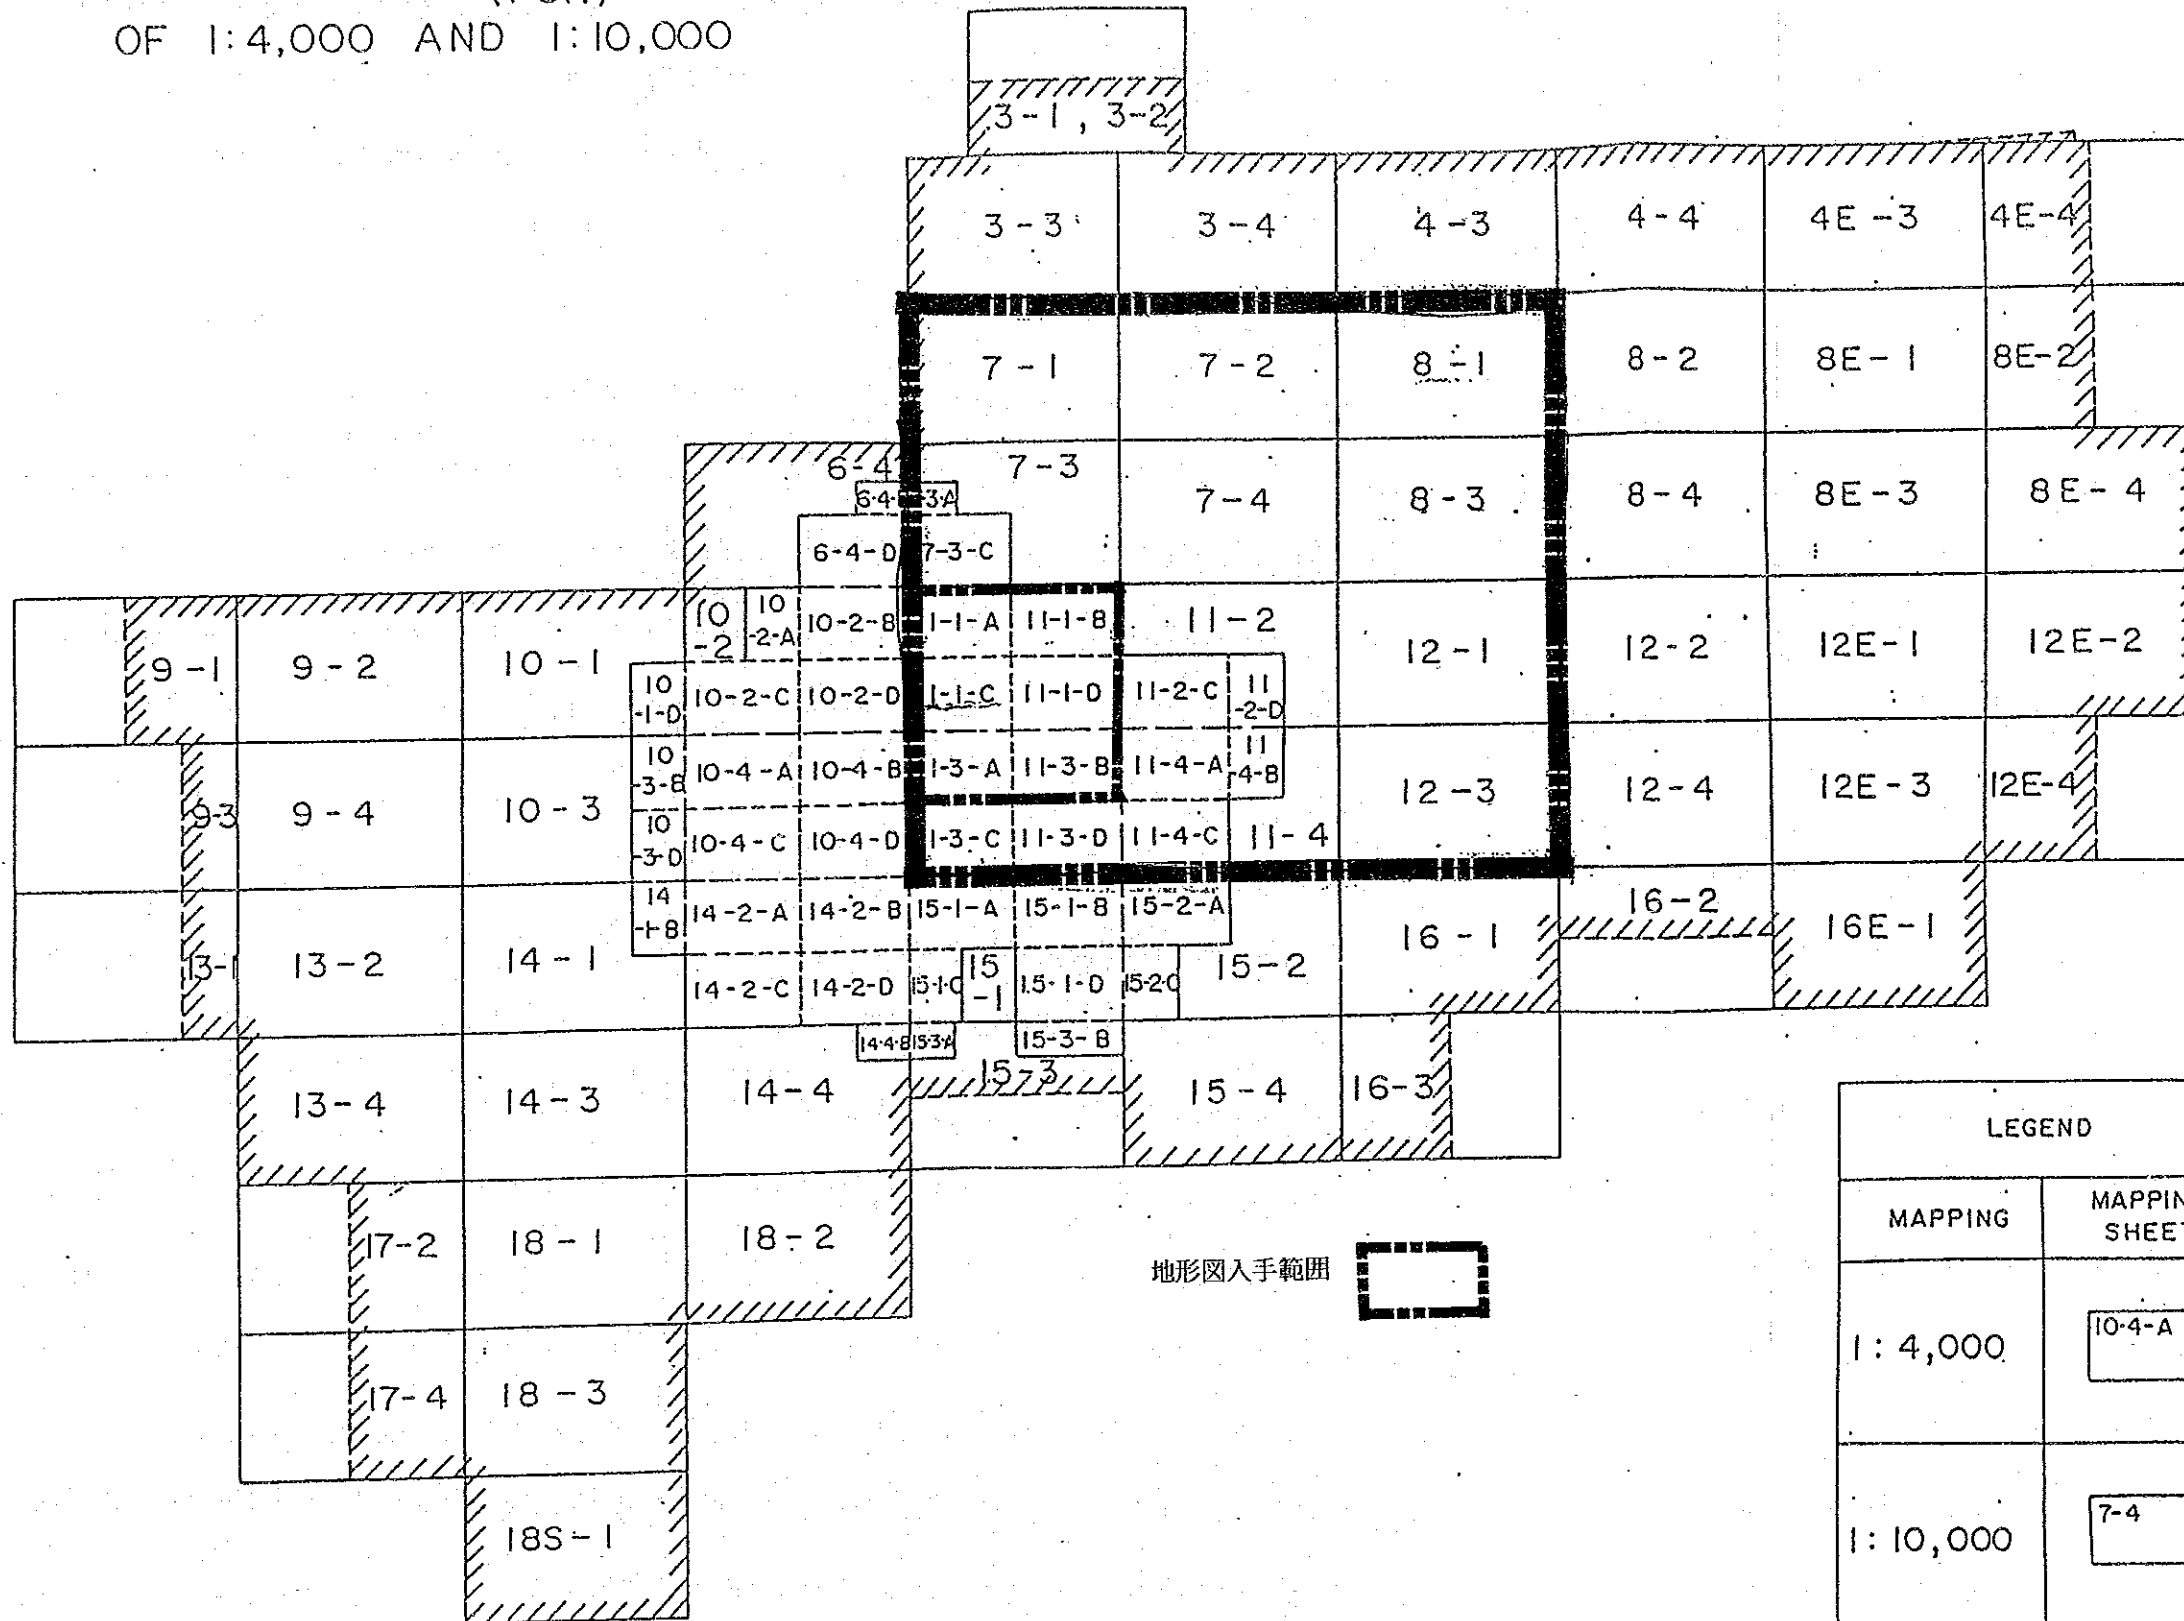 OF 1:4,000 AND 1:10,000
3-1, 3-2
3-3 3-4 4-3 4-4 4E-3 4E-4
7-1 7-2 8-1 8-2 8E-1 8E-2
6-4 7-3 7-4 8-3 8-4 8E-3 8E-4
3A
6-4-D 7-3-C
9-1 9-2 10-1 10-2 10-2-A 10-2-B 1-1-A 11-1-B 11-2 12-1 12-2 12E-1 12E-2
10-1-D 10-2-C 10-2-D 1-1-C 11-1-D 11-2-C 11-2-D
9-3 9-4 10-3 10-3-B 10-4-A 10-4-B 1-3-A 11-3-B 11-4-A 11-4-B 12-3 12-4 12E-3 12E-4
10-3-D 10-4-C 10-4-D 1-3-C 11-3-D 11-4-C 11-4
13-1 13-2 14-1 14-1-B 14-2-A 14-2-B 15-1-A 15-1-B 15-2-A 16-1 16-2 16E-1
14-2-C 14-2-D 15-1-C 15-1 15-1-D 15-2-C 15-2
14-4-B 15-3-A 15-3-B
13-4 14-3 14-4 15-3 15-4 16-3
17-2 18-1 18-2
17-4 18-3
18S-1
地形図入手範囲
LEGEND
MAPPING
1:4,000
10-4-A
1:10,000
7-4